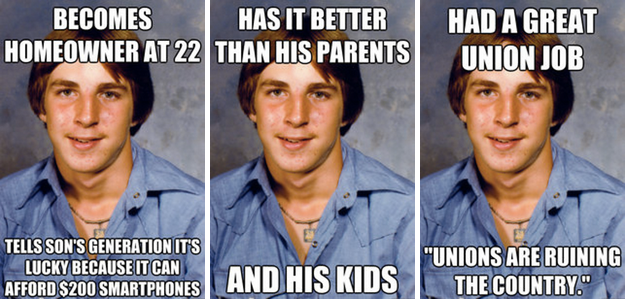 BECOMES
HOMEOWNER AT 22
TELLS SON'S GENERATION IT'S
LUCKY BECAUSE IT CAN
AFFORD $200 SMARTPHONES
HAS IT BETTER
THAN HIS PARENTS
AND HIS KIDS
HAD A GREAT
UNION JOB
"UNIONS ARE RUINING
THE COUNTRY."